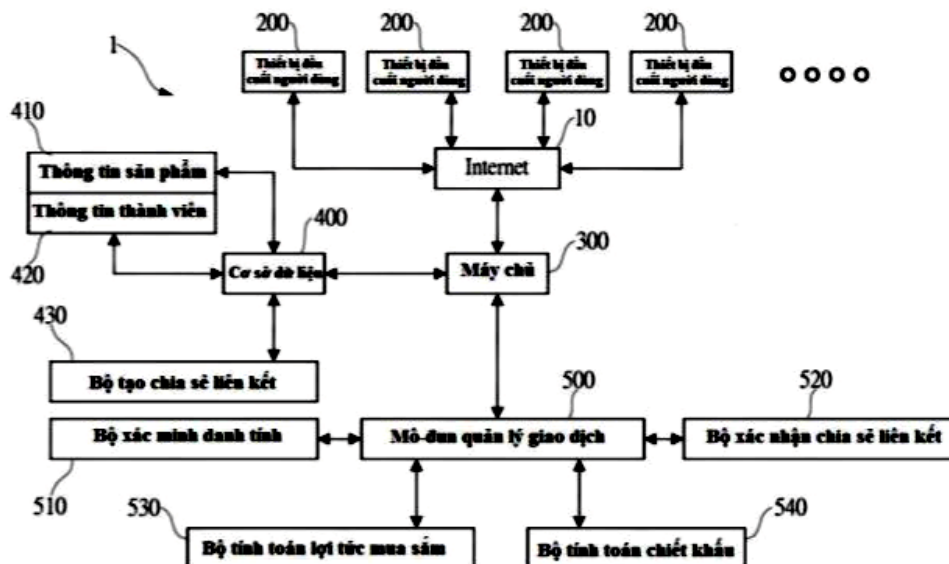 200 200 200 200
1
Thiết bị đầu cuối người dùng
Thiết bị đầu cuối người dùng
Thiết bị đầu cuối người dùng
Thiết bị đầu cuối người dùng
410
10
Internet
Thông tin sản phẩm
Thông tin thành viên
400
420
Cơ sở dữ liệu
Máy chủ
300
430
Bộ tạo chia sẽ liên kết
500
520
Bộ xác minh danh tính
Mô-đun quản lý giao dịch
Bộ xác nhận chia sẽ liên kết
510
530
540
Bộ tính toán lợi tức mua sắm
Bộ tính toán chiết khấu